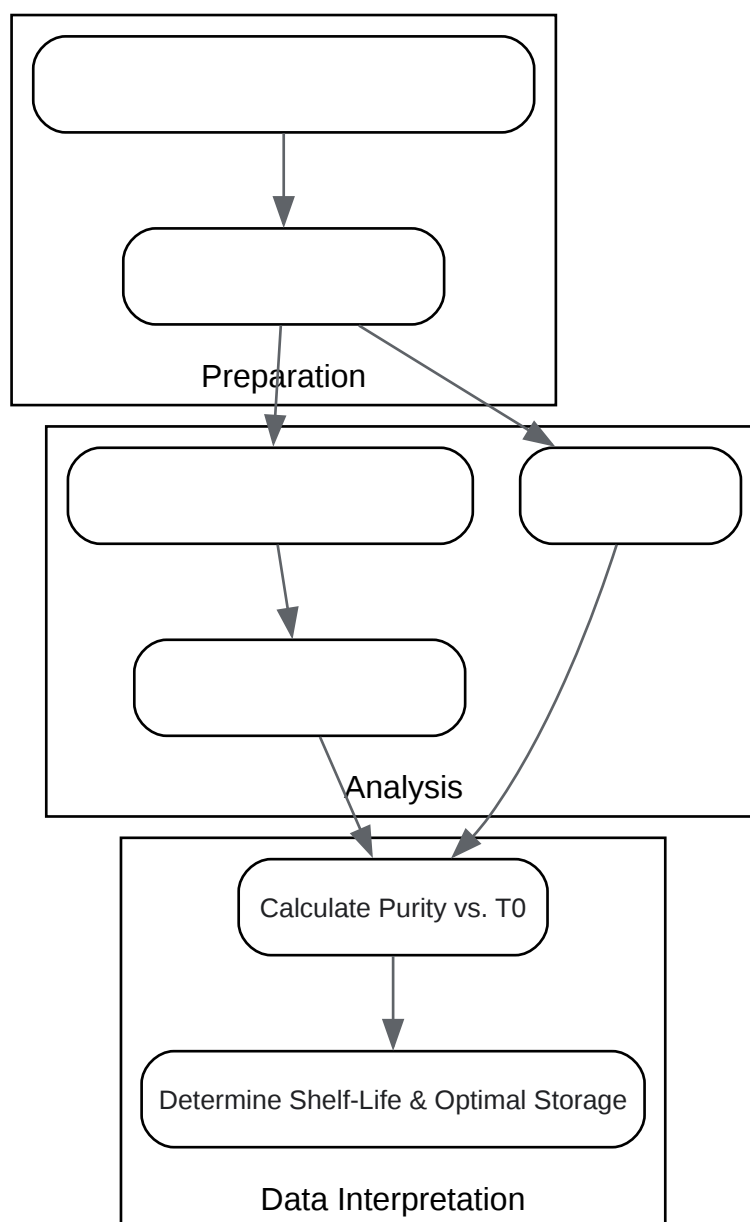 Preparation
Analysis
Calculate Purity vs. T0
Determine Shelf-Life & Optimal Storage
Data Interpretation